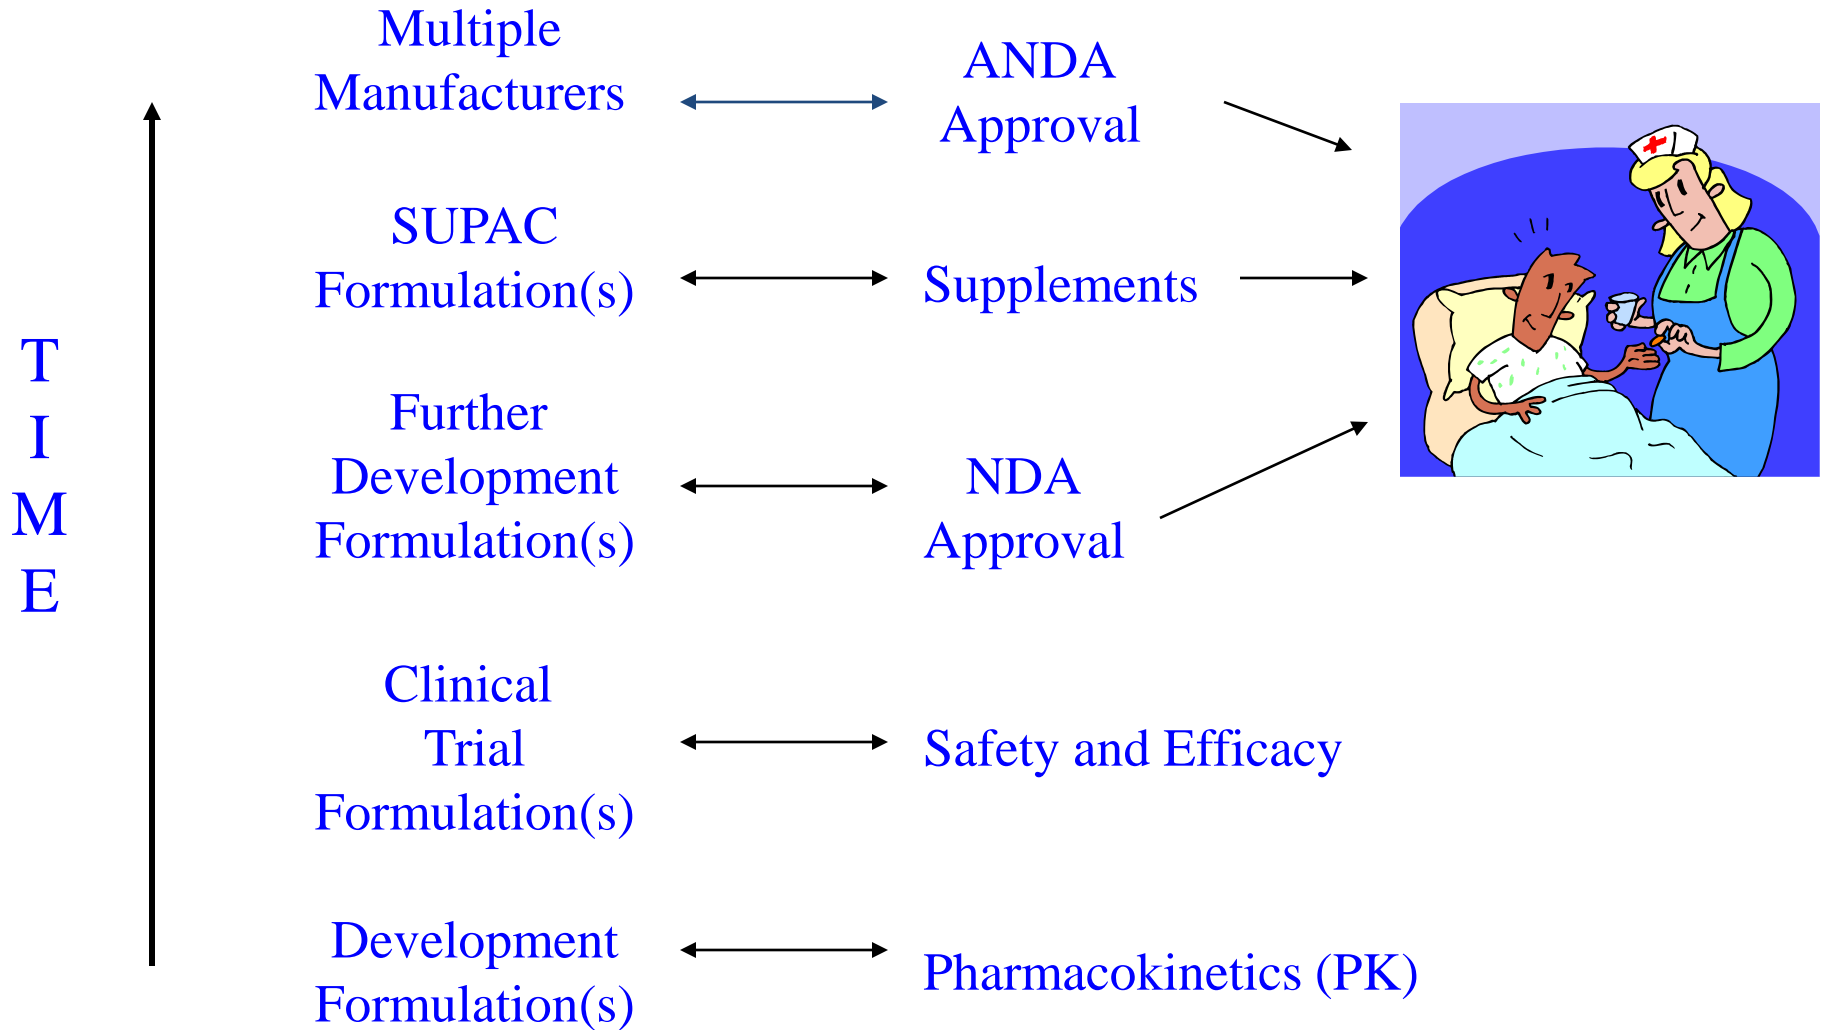 T
I
M
E
Multiple
Manufacturers
ANDA
Approval
SUPAC
Formulation(s)
Supplements
Further
Development
Formulation(s)
NDA
Approval
Clinical
Trial
Formulation(s)
Safety and Efficacy
Development
Formulation(s)
Pharmacokinetics (PK)